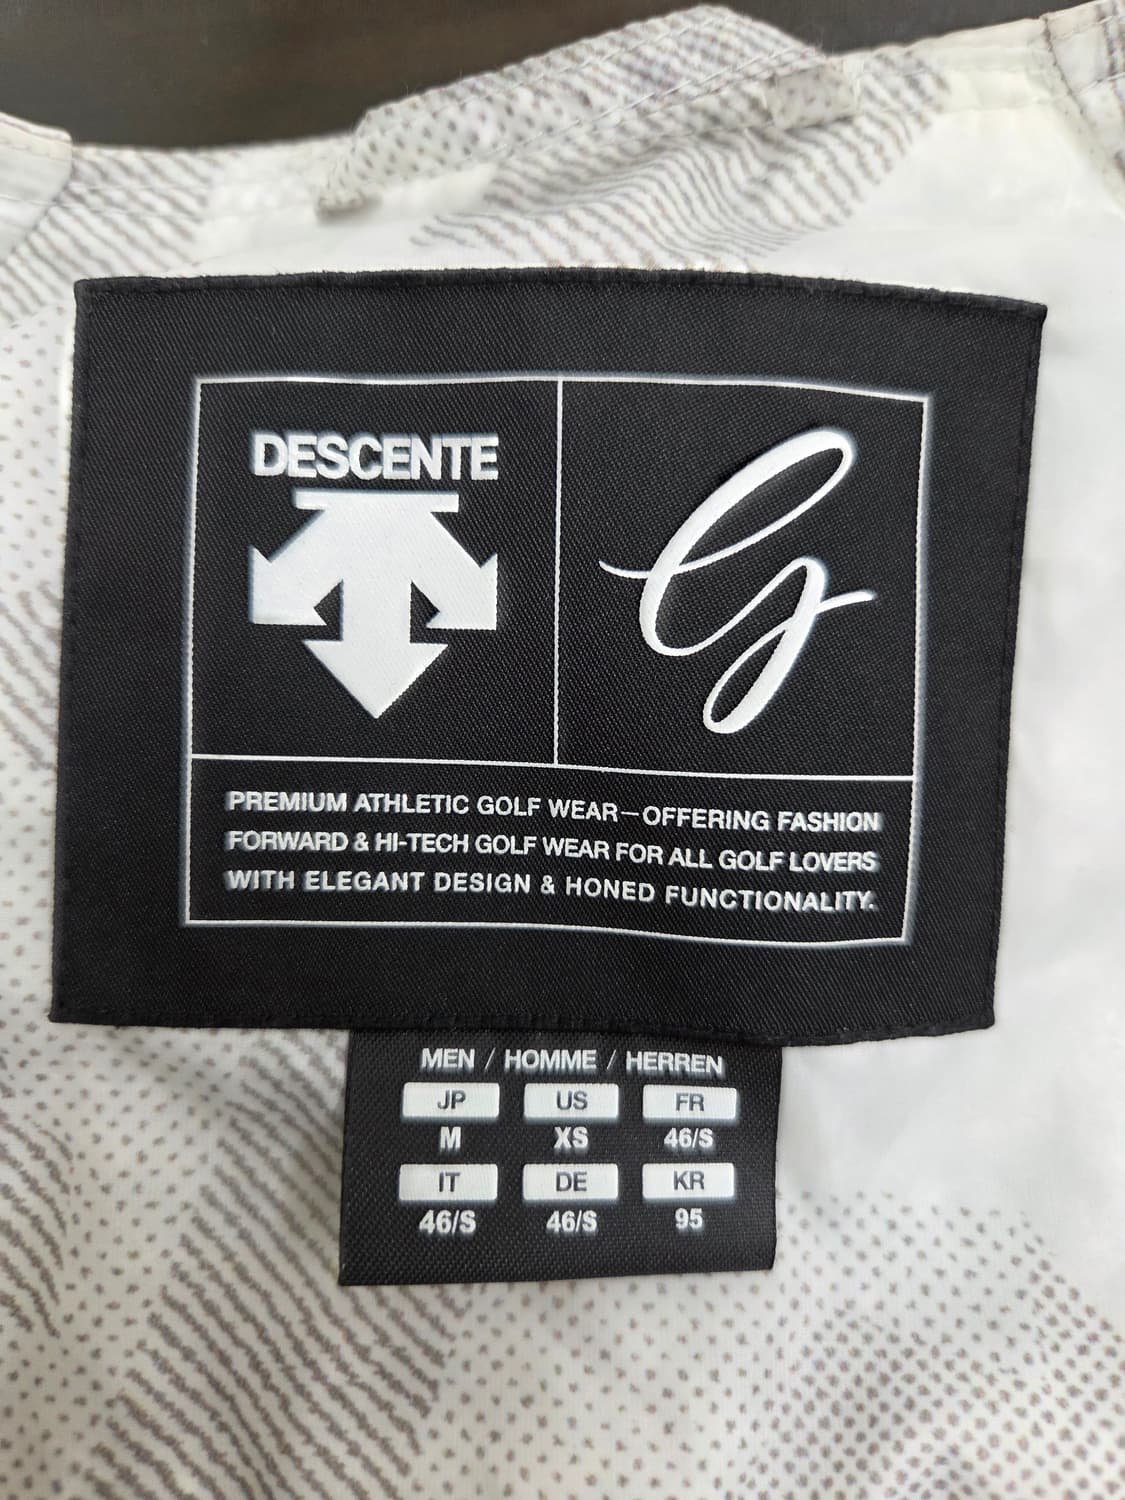 DESCENTE
G
PREMIUM ATHLETIC GOLF WEAR—OFFERING FASHION
FORWARD & HI-TECH GOLF WEAR FOR ALL GOLF LOVERS
WITH ELEGANT DESIGN & HONED FUNCTIONALITY.
MEN / HOMME / HERREN
JP US FR
M XS 46/S
IT DE KR
46/S 46/S 95